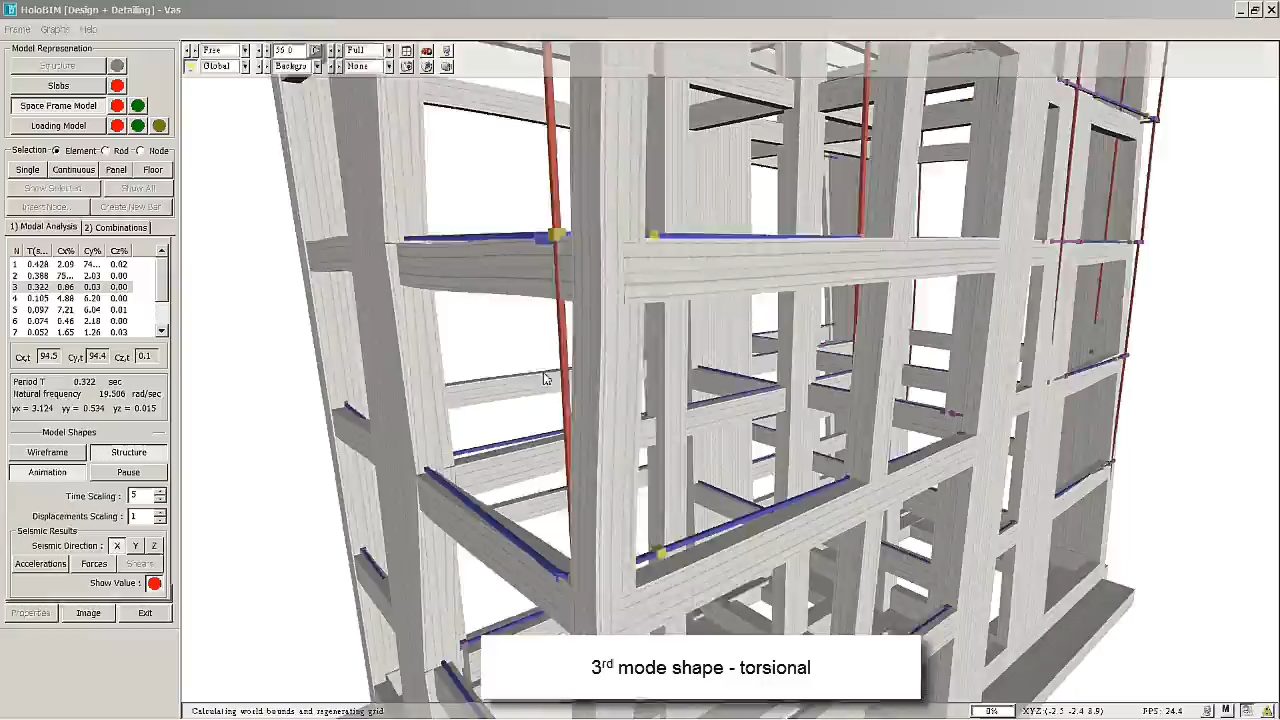 HoloBIM [Design + Detailing] - Vas
Frame Graphs Help
Free 56.0 Full
Global Backgro None
Model Represenation
Structure
Slabs
Space Frame Model
Loading Model
Selection: Element Rod Node
Single Continuous Panel Floor
Show Selected Show All
Insert Node... Create New Bar
1) Modal Analysis 2) Combinations
N T(s... Cx% Cy% Cz%
1 0.428 2.09 74... 0.02
2 0.388 75... 2.03 0.00
3 0.322 0.86 0.03 0.00
4 0.105 4.88 6.20 0.01
5 0.097 7.21 6.04 0.01
6 0.074 0.46 2.18 0.00
7 0.052 1.65 1.26 0.03
Cx,t 94.5 Cy,t 94.4 Cz,t 0.1
Period T 0.322 sec
Natural frequency 19.506 rad/sec
γx = 3.124 γy = 0.534 γz = 0.015
Model Shapes
Wireframe Structure
Animation Pause
Time Scaling : 5
Displacements Scaling : 1
Seismic Results
Seismic Direction : X Y Z
Accelerations Forces Shears
Show Value :
Properties Image Exit
3rd mode shape - torsional
Calculating world bounds and regenerating grid 0% XYZ (-2.5 -2.4 8.9) FPS: 24.4 M